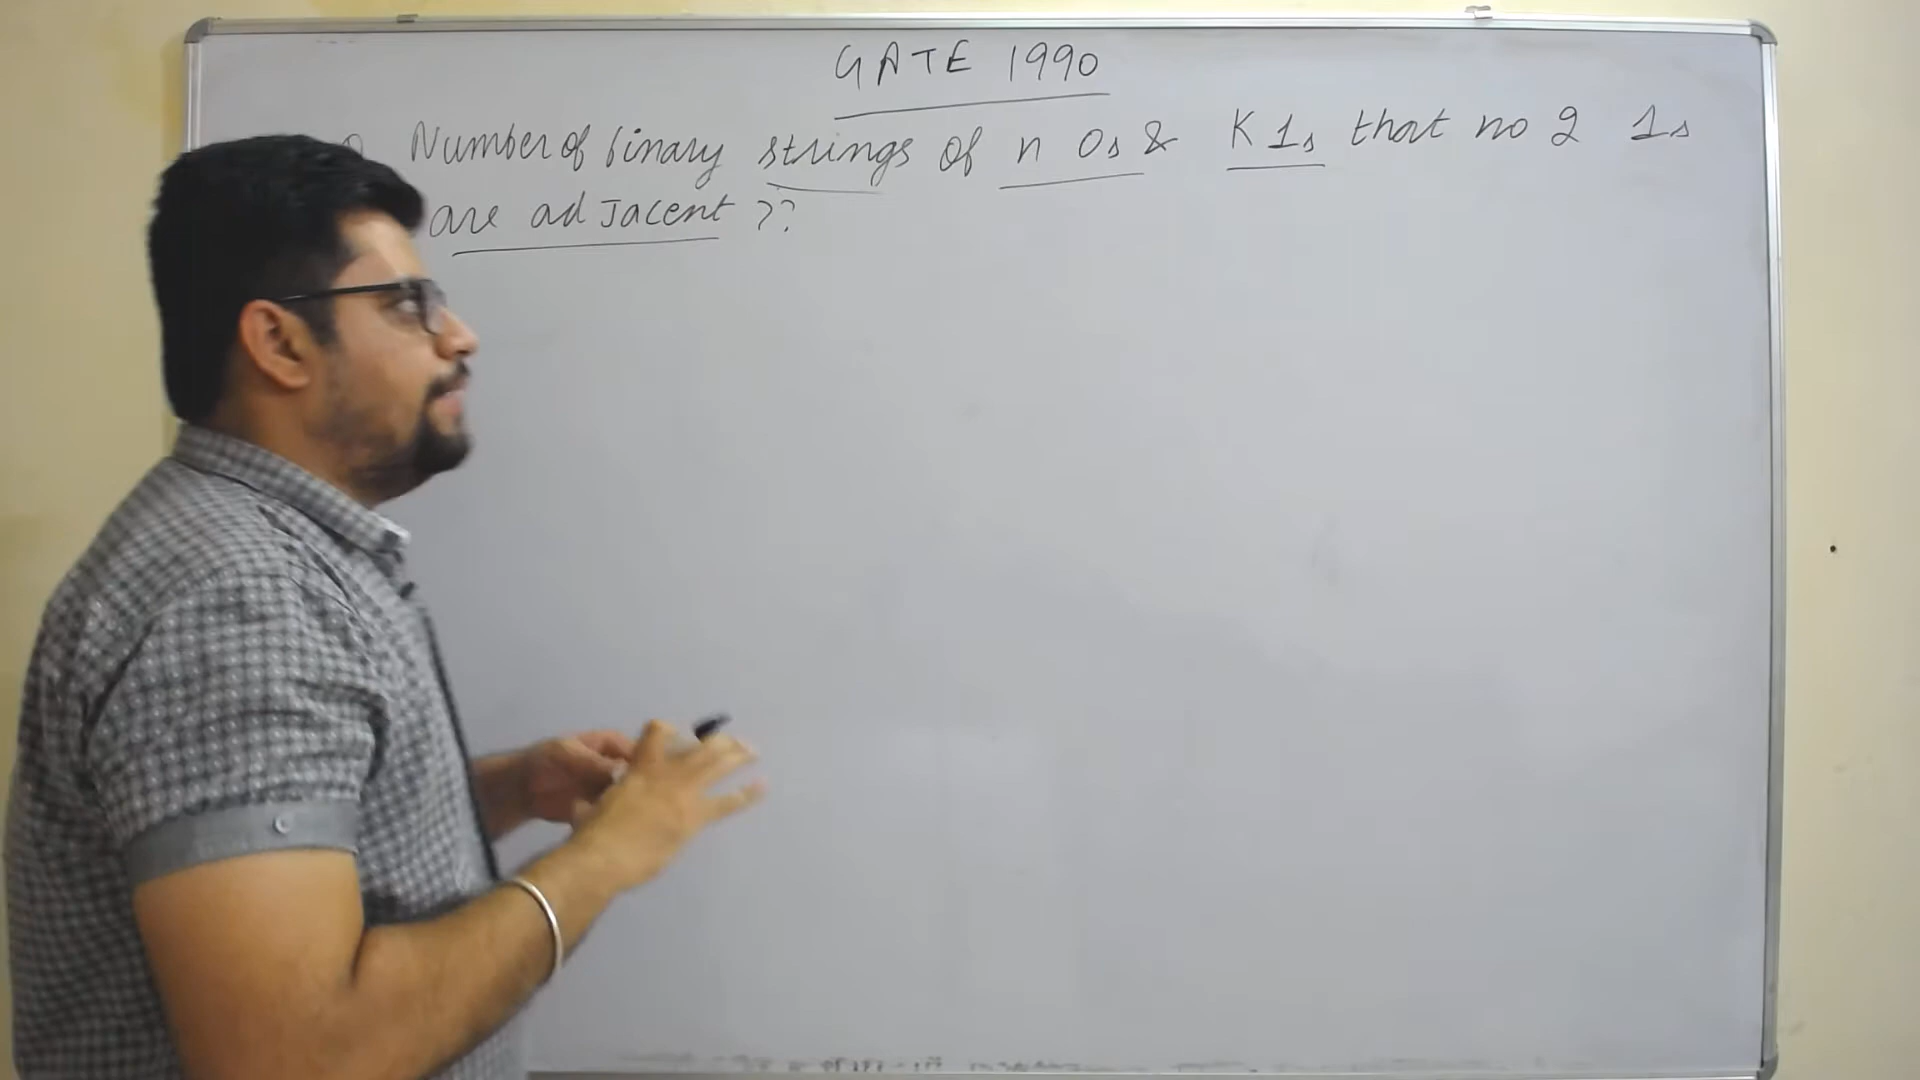 GATE 1990
Number of binary strings of n 0s & K 1s that no 2 1s
are adjacent ??